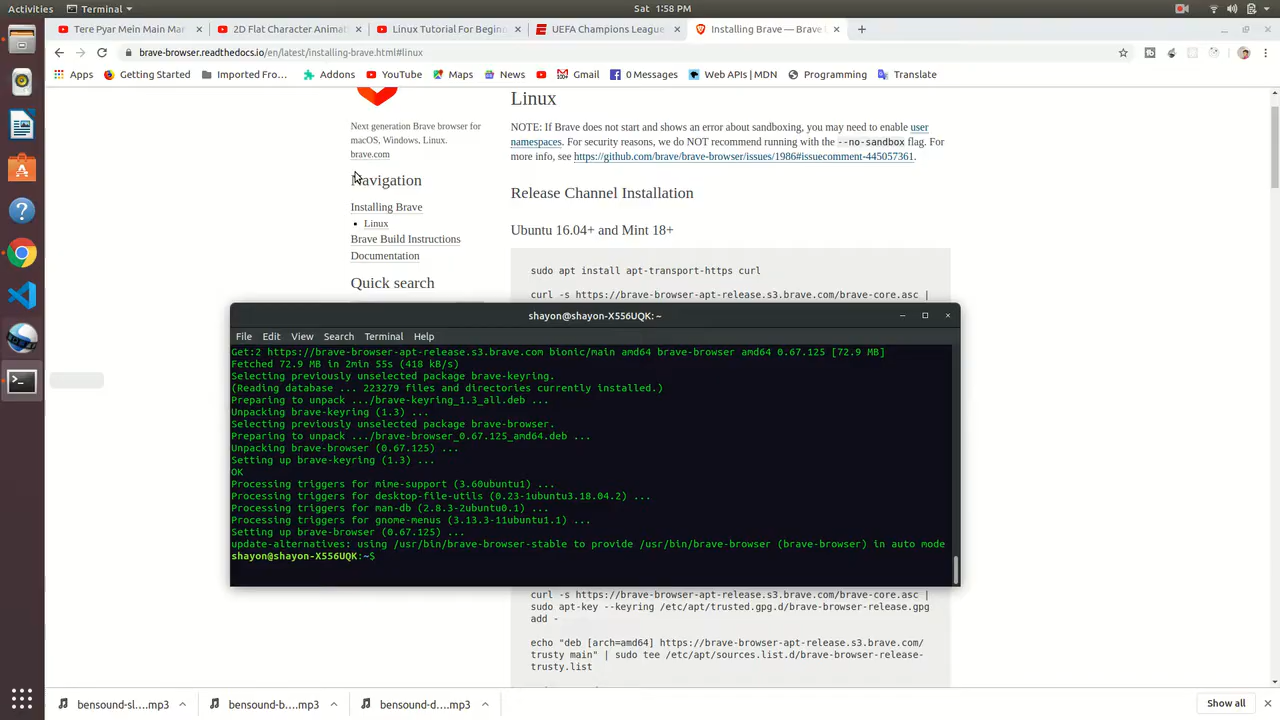 Activities
Terminal
Sat 1:58 PM
Tere Pyar Mein Main Mar
2D Flat Character Animat
Linux Tutorial For Beginn
UEFA Champions League
Installing Brave — Brave
brave-browser.readthedocs.io/en/latest/installing-brave.html#linux
Apps
Getting Started
Imported Fro...
Addons
YouTube
Maps
News
Gmail
0 Messages
Web APIs | MDN
Programming
Translate
Next generation Brave browser for
macOS, Windows, Linux.
brave.com
Navigation
Installing Brave
Linux
Brave Build Instructions
Documentation
Quick search
Linux
NOTE: If Brave does not start and shows an error about sandboxing, you may need to enable user
namespaces. For security reasons, we do NOT recommend running with the --no-sandbox flag. For
more info, see https://github.com/brave/brave-browser/issues/1986#issuecomment-445057361.
Release Channel Installation
Ubuntu 16.04+ and Mint 18+
sudo apt install apt-transport-https curl
curl -s https://brave-browser-apt-release.s3.brave.com/brave-core.asc |
shayon@shayon-X556UQK: ~
File Edit View Search Terminal Help
Get:2 https://brave-browser-apt-release.s3.brave.com bionic/main amd64 brave-browser amd64 0.67.125 [72.9 MB]
Fetched 72.9 MB in 2min 55s (418 kB/s)
Selecting previously unselected package brave-keyring.
(Reading database ... 223279 files and directories currently installed.)
Preparing to unpack .../brave-keyring_1.3_all.deb ...
Unpacking brave-keyring (1.3) ...
Selecting previously unselected package brave-browser.
Preparing to unpack .../brave-browser_0.67.125_amd64.deb ...
Unpacking brave-browser (0.67.125) ...
Setting up brave-keyring (1.3) ...
OK
Processing triggers for mime-support (3.60ubuntu1) ...
Processing triggers for desktop-file-utils (0.23-1ubuntu3.18.04.2) ...
Processing triggers for man-db (2.8.3-2ubuntu0.1) ...
Processing triggers for gnome-menus (3.13.3-11ubuntu1.1) ...
Setting up brave-browser (0.67.125) ...
update-alternatives: using /usr/bin/brave-browser-stable to provide /usr/bin/brave-browser (brave-browser) in auto mode
shayon@shayon-X556UQK:~$
curl -s https://brave-browser-apt-release.s3.brave.com/brave-core.asc |
sudo apt-key --keyring /etc/apt/trusted.gpg.d/brave-browser-release.gpg
add -
echo "deb [arch=amd64] https://brave-browser-apt-release.s3.brave.com/
trusty main" | sudo tee /etc/apt/sources.list.d/brave-browser-release-
trusty.list
bensound-sl....mp3
bensound-b....mp3
bensound-d....mp3
Show all